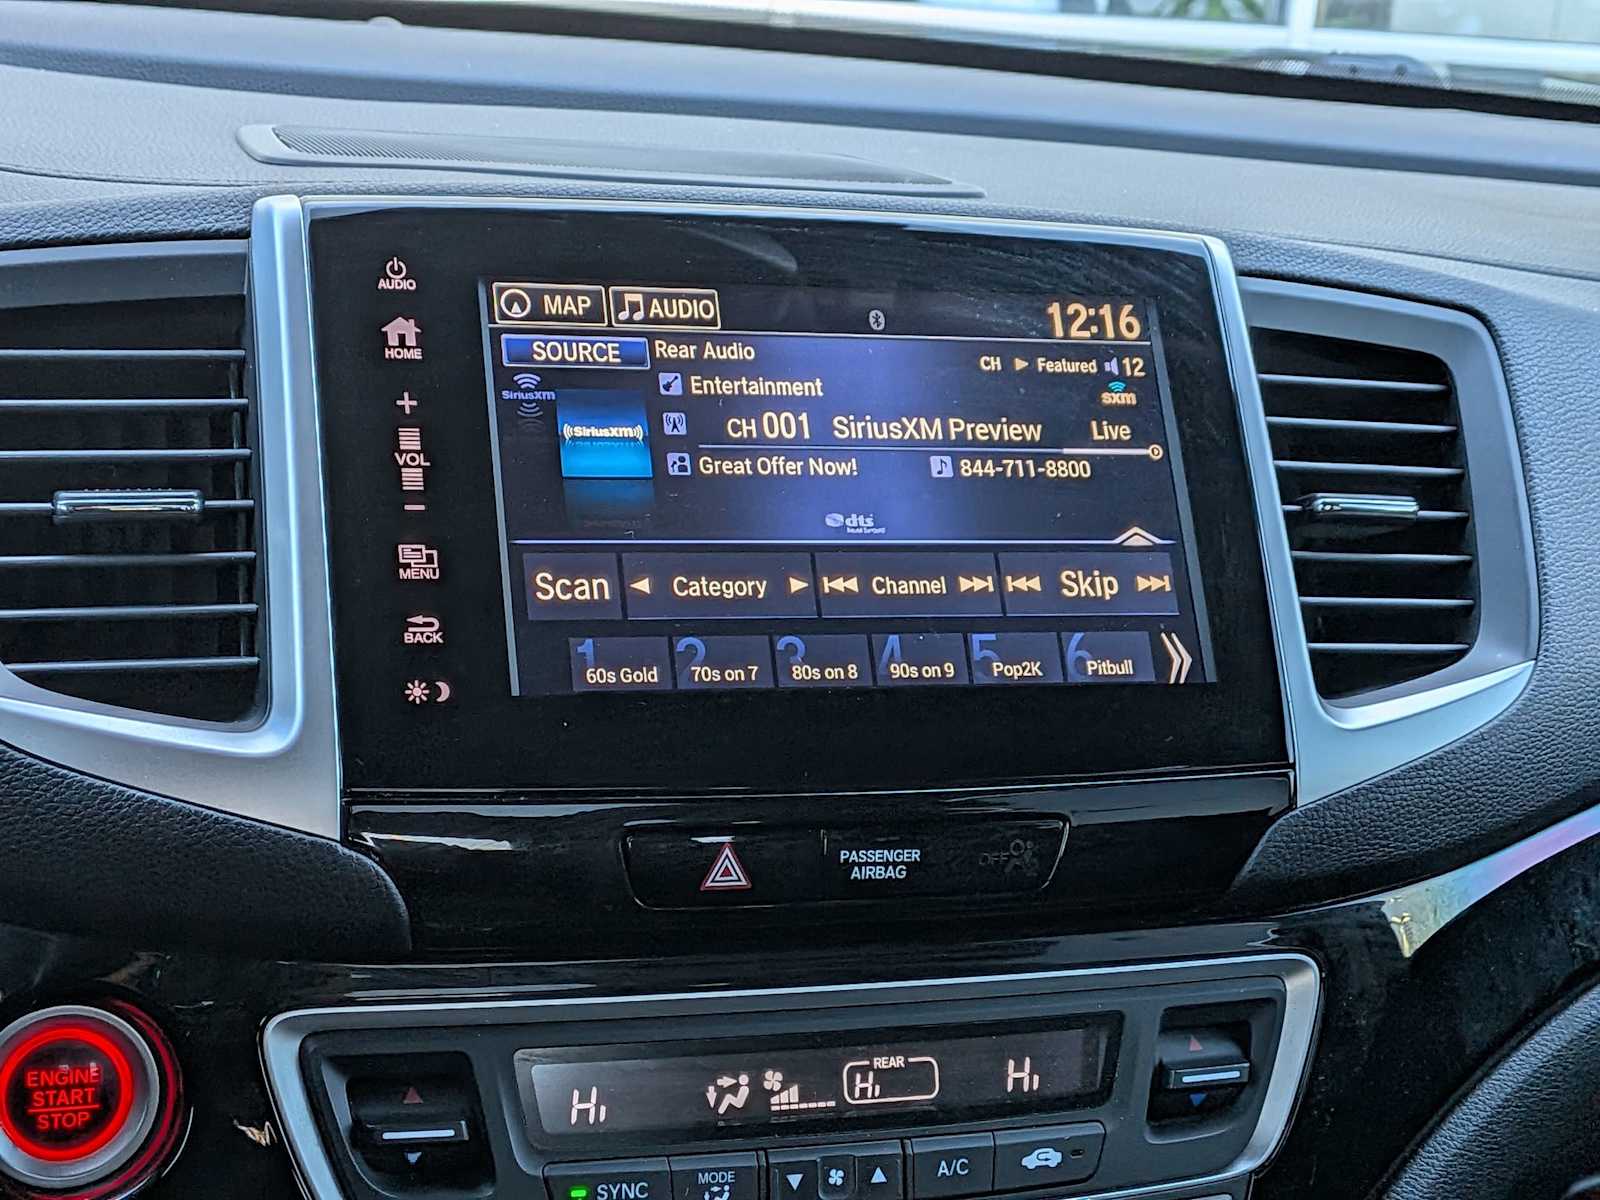 AUDIO
HOME
+
VOL
-
MENU
BACK
MAP
AUDIO
12:16
SOURCE
Rear Audio
CH ▶ Featured 12
SiriusXM
Entertainment
sxm
((SiriusXM))
CH 001 SiriusXM Preview Live
Great Offer Now! 844-711-8800
dts
Scan
Category
Channel
Skip
1 60s Gold
2 70s on 7
3 80s on 8
4 90s on 9
5 Pop2K
6 Pitbull
PASSENGER
AIRBAG
OFF
ENGINE
START
STOP
HI
REAR
HI
HI
SYNC
MODE
A/C